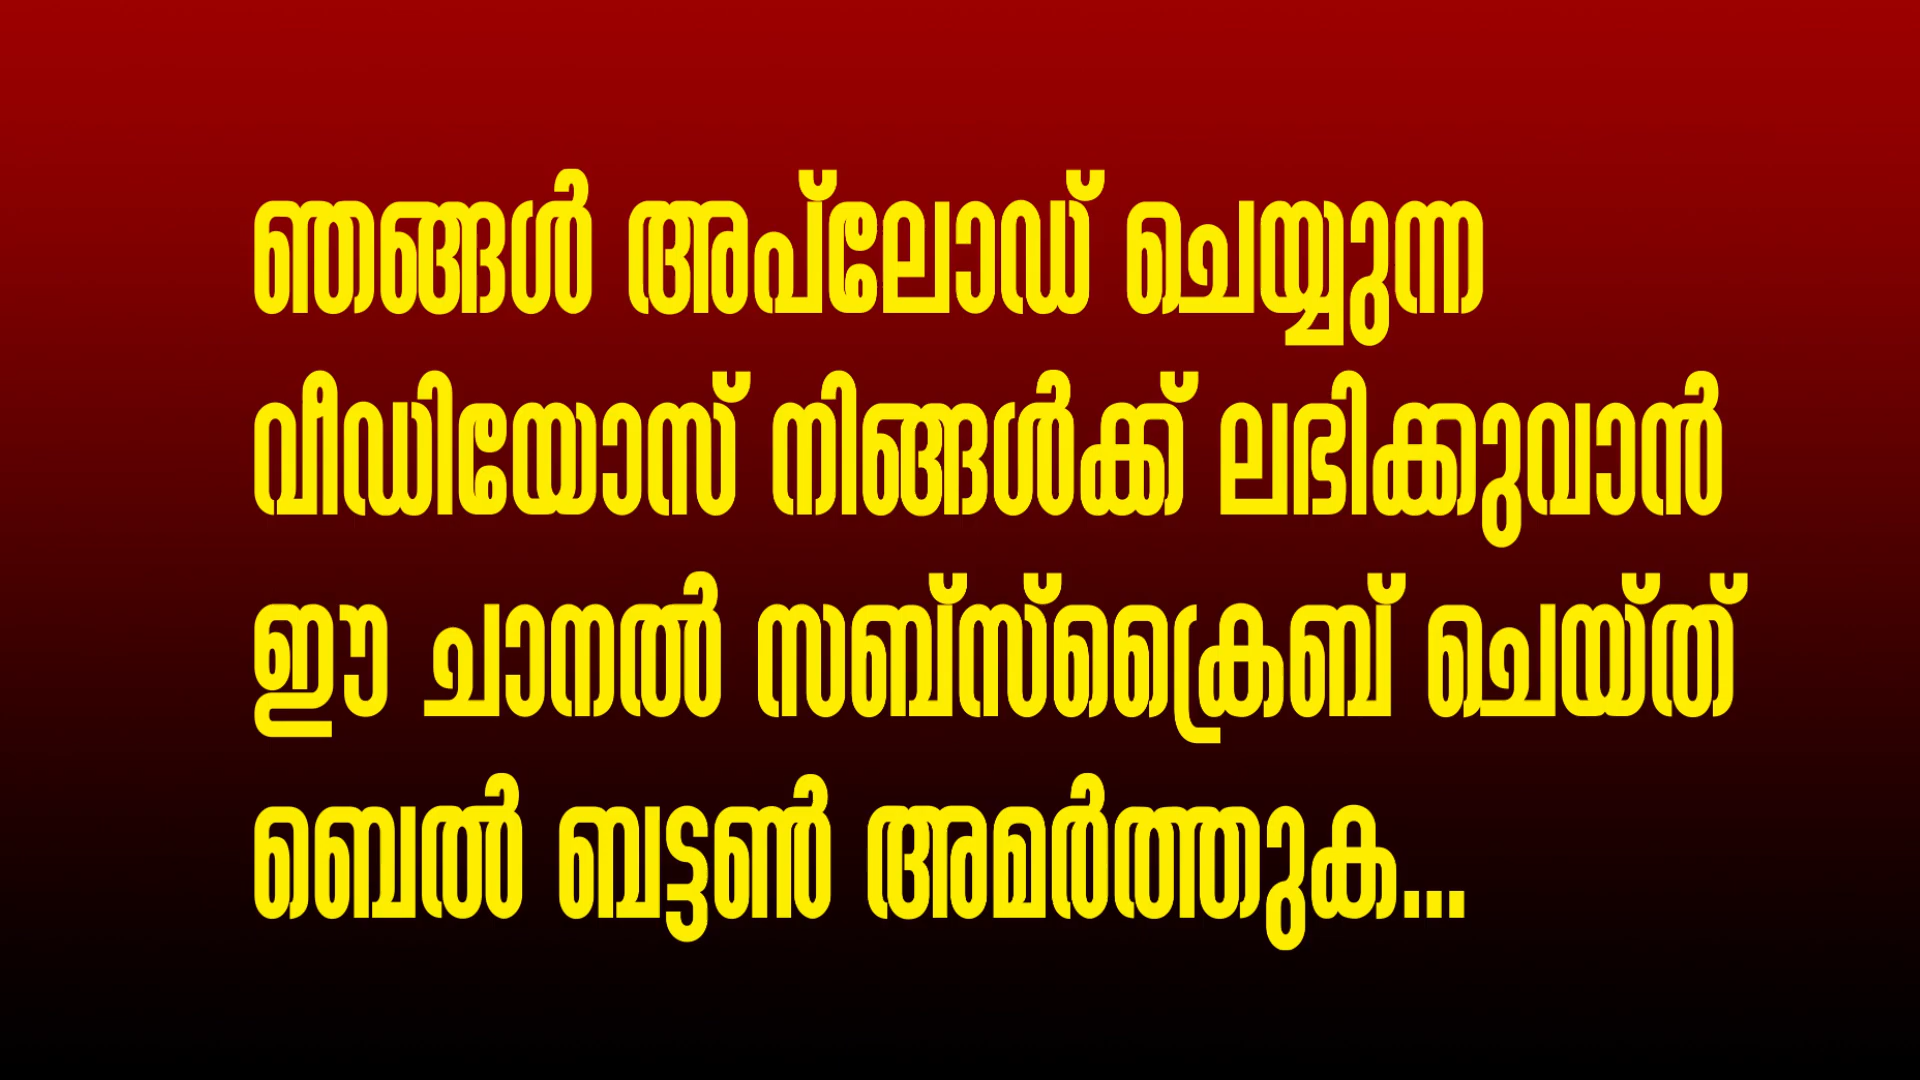 ഞങ്ങൾ അപ്‌ലോഡ് ചെയ്യുന്ന
വീഡിയോസ് നിങ്ങൾക്ക് ലഭിക്കുവാൻ
ഈ ചാനൽ സബ്സ്ക്രൈബ് ചെയ്ത്
ബെൽ ബട്ടൺ അമർത്തുക...